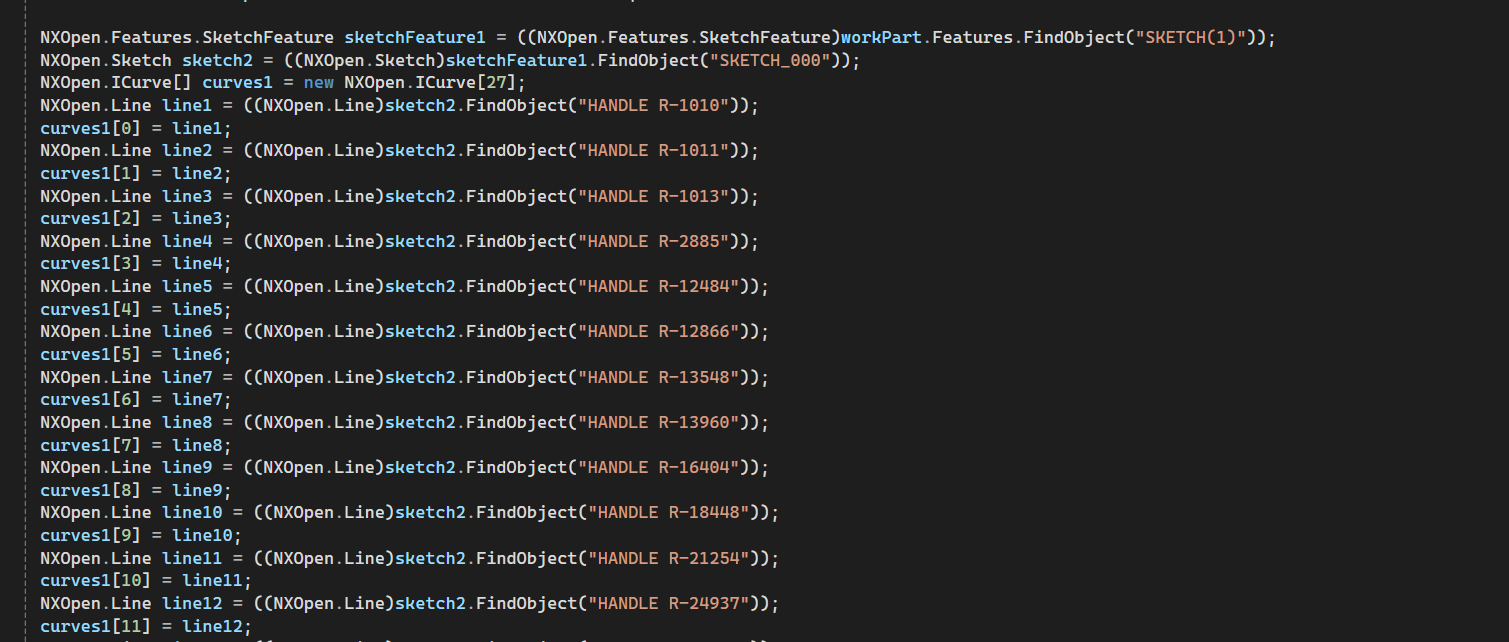 NXOpen.Features.SketchFeature sketchFeature1 = ((NXOpen.Features.SketchFeature)workPart.Features.FindObject("SKETCH(1)"));
NXOpen.Sketch sketch2 = ((NXOpen.Sketch)sketchFeature1.FindObject("SKETCH_000"));
NXOpen.ICurve[] curves1 = new NXOpen.ICurve[27];
NXOpen.Line line1 = ((NXOpen.Line)sketch2.FindObject("HANDLE R-1010"));
curves1[0] = line1;
NXOpen.Line line2 = ((NXOpen.Line)sketch2.FindObject("HANDLE R-1011"));
curves1[1] = line2;
NXOpen.Line line3 = ((NXOpen.Line)sketch2.FindObject("HANDLE R-1013"));
curves1[2] = line3;
NXOpen.Line line4 = ((NXOpen.Line)sketch2.FindObject("HANDLE R-2885"));
curves1[3] = line4;
NXOpen.Line line5 = ((NXOpen.Line)sketch2.FindObject("HANDLE R-12484"));
curves1[4] = line5;
NXOpen.Line line6 = ((NXOpen.Line)sketch2.FindObject("HANDLE R-12866"));
curves1[5] = line6;
NXOpen.Line line7 = ((NXOpen.Line)sketch2.FindObject("HANDLE R-13548"));
curves1[6] = line7;
NXOpen.Line line8 = ((NXOpen.Line)sketch2.FindObject("HANDLE R-13960"));
curves1[7] = line8;
NXOpen.Line line9 = ((NXOpen.Line)sketch2.FindObject("HANDLE R-16404"));
curves1[8] = line9;
NXOpen.Line line10 = ((NXOpen.Line)sketch2.FindObject("HANDLE R-18448"));
curves1[9] = line10;
NXOpen.Line line11 = ((NXOpen.Line)sketch2.FindObject("HANDLE R-21254"));
curves1[10] = line11;
NXOpen.Line line12 = ((NXOpen.Line)sketch2.FindObject("HANDLE R-24937"));
curves1[11] = line12;